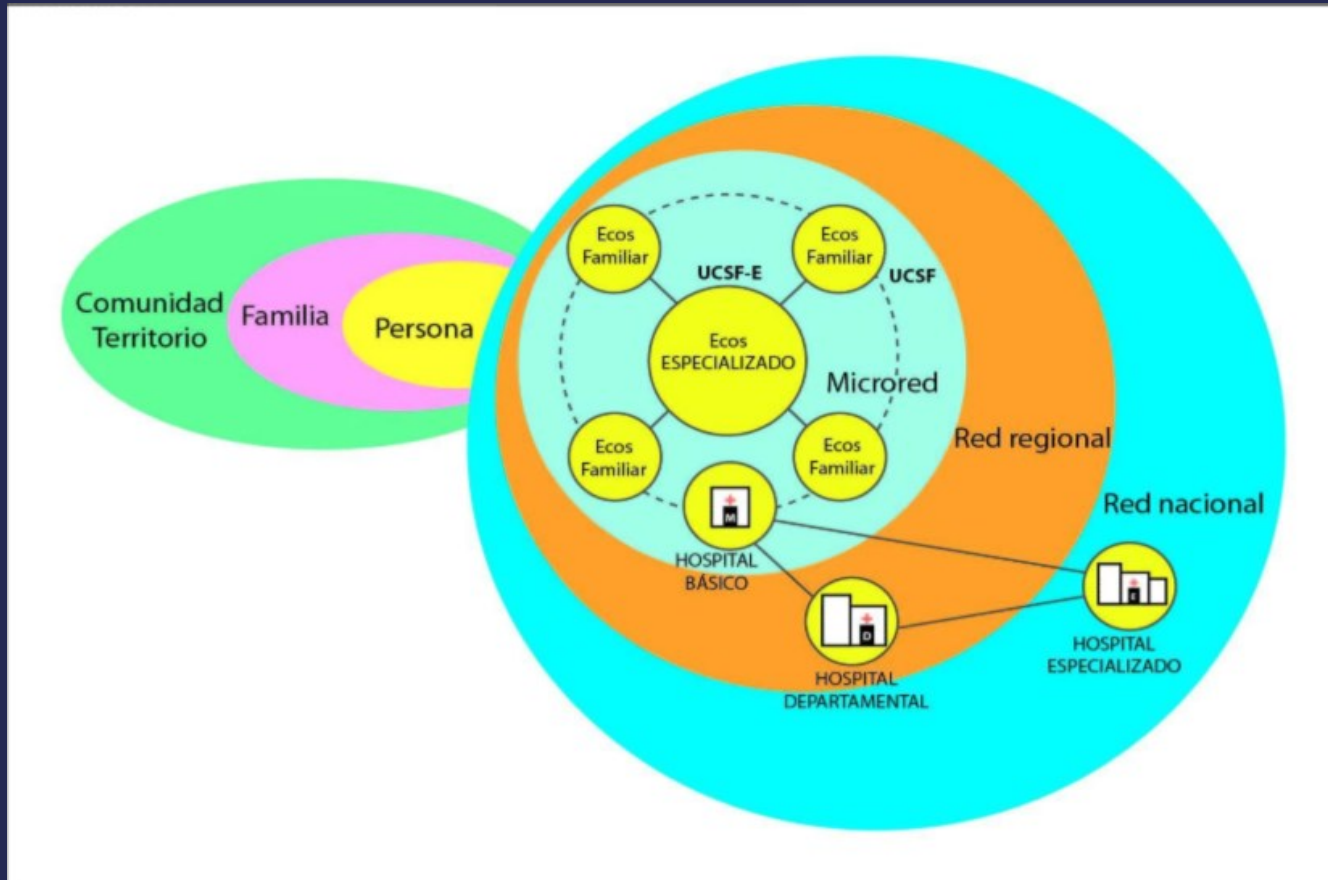 Comunidad
Territorio
Familia
Persona
Ecos
Familiar
Ecos
Familiar
UCSF-E
UCSF
Ecos
ESPECIALIZADO
Microred
Ecos
Familiar
Ecos
Familiar
Red regional
Red nacional
M
HOSPITAL
BÁSICO
D
HOSPITAL
DEPARTAMENTAL
E
HOSPITAL
ESPECIALIZADO